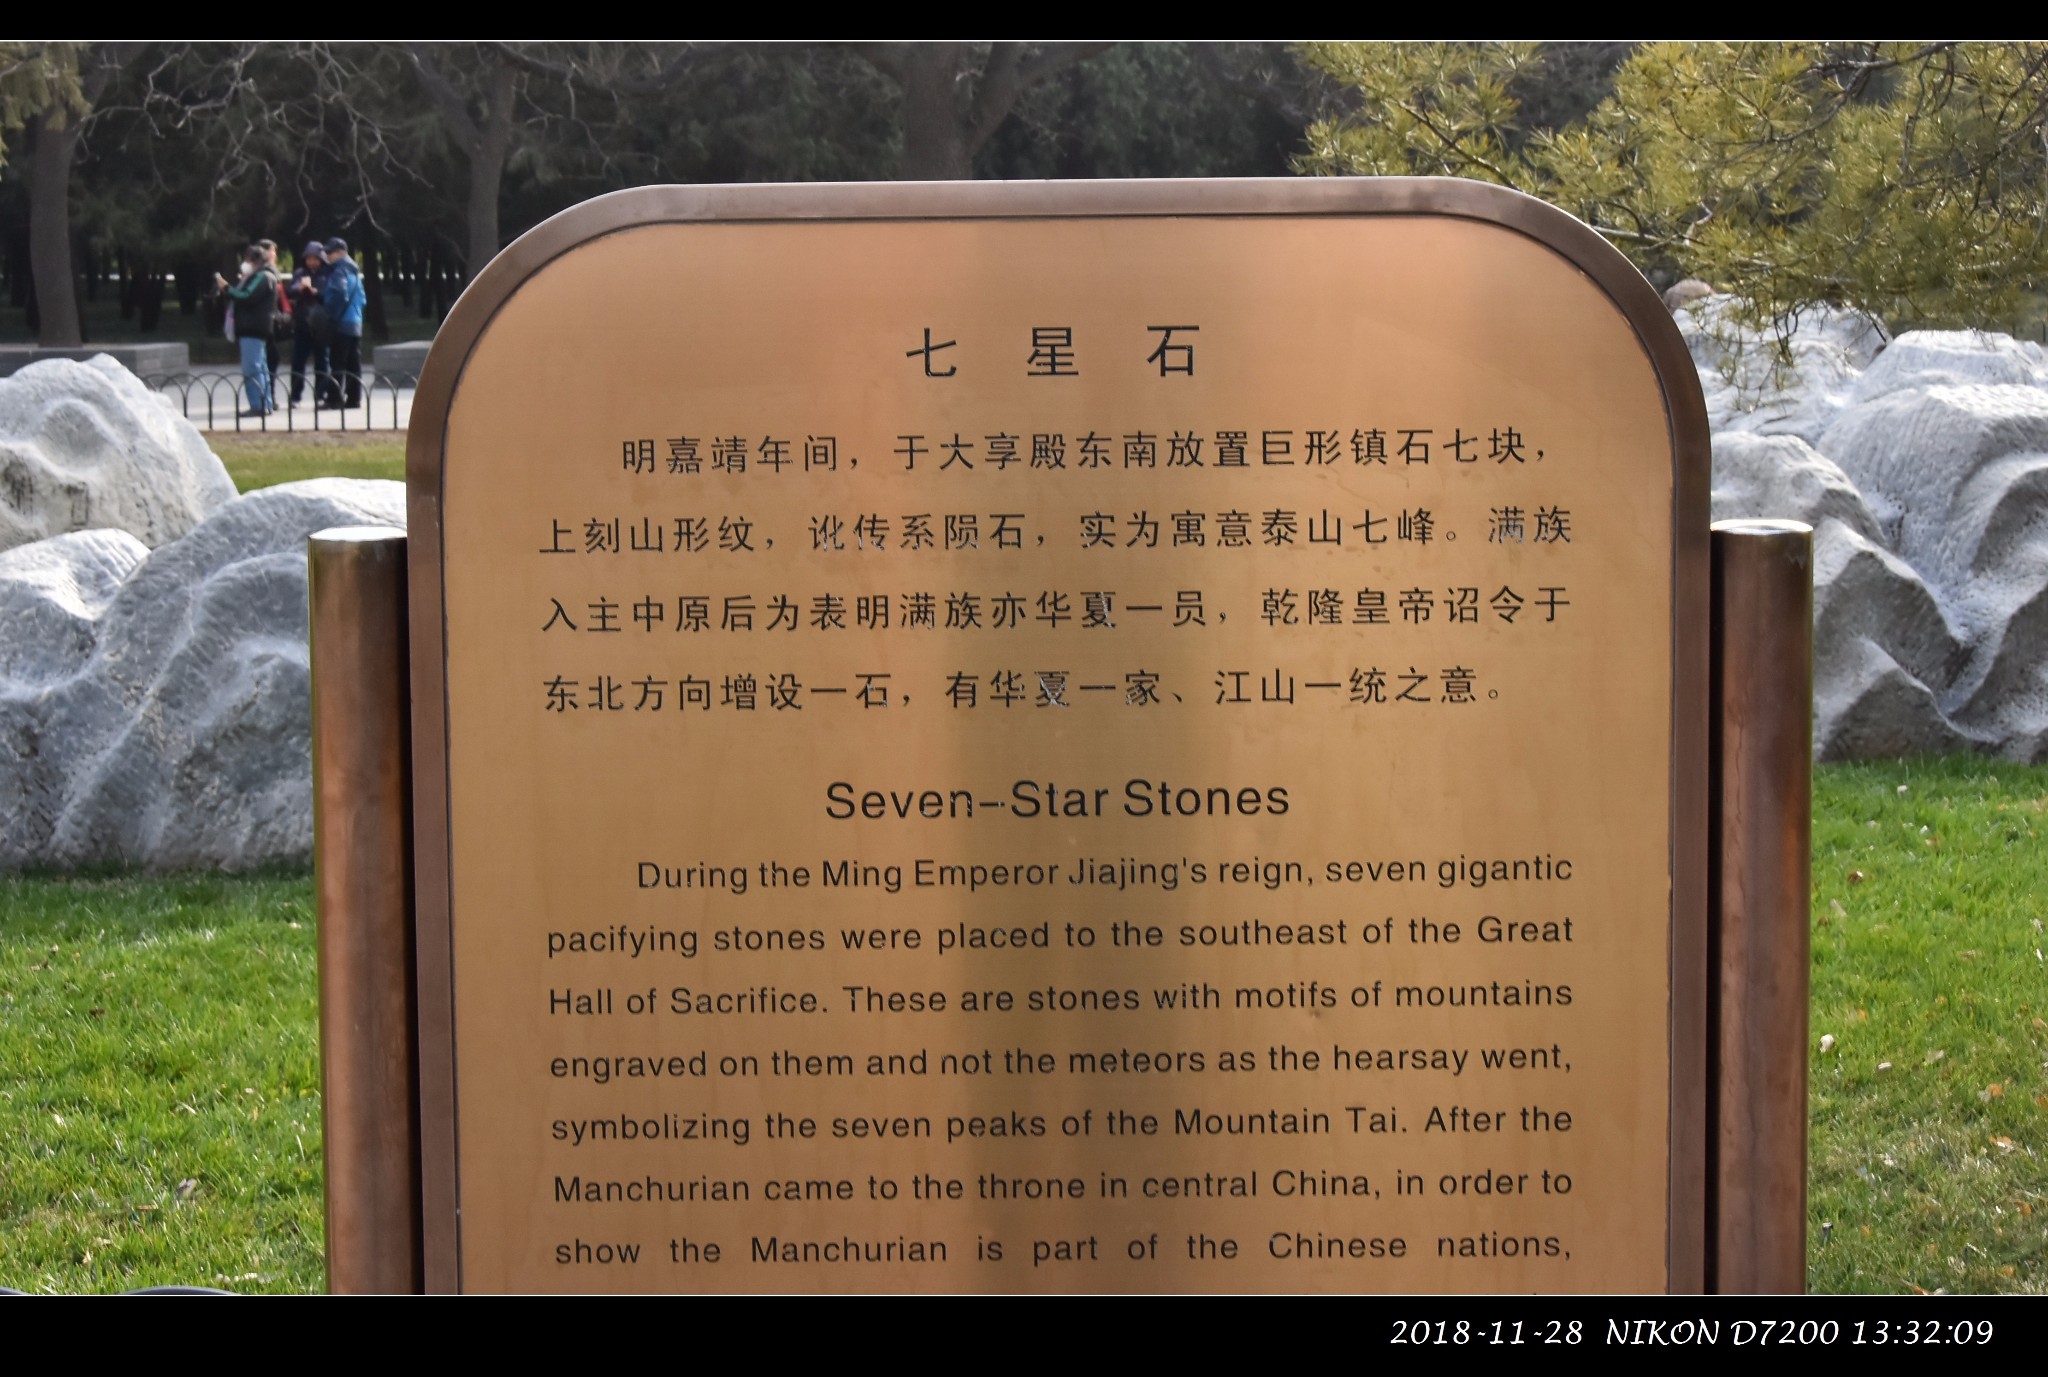 七 星 石
明嘉靖年间，于大享殿东南放置巨形镇石七块，
上刻山形纹，讹传系陨石，实为寓意泰山七峰。满族
入主中原后为表明满族亦华夏一员，乾隆皇帝诏令于
东北方向增设一石，有华夏一家、江山一统之意。
Seven-Star Stones
During the Ming Emperor Jiajing's reign, seven gigantic
pacifying stones were placed to the southeast of the Great
Hall of Sacrifice. These are stones with motifs of mountains
engraved on them and not the meteors as the hearsay went,
symbolizing the seven peaks of the Mountain Tai. After the
Manchurian came to the throne in central China, in order to
show the Manchurian is part of the Chinese nations,
2018-11-28 NIKON D7200 13:32:09